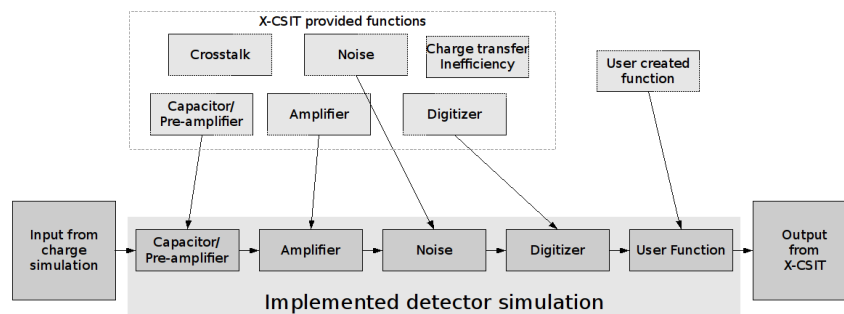 X-CSIT provided functions
Crosstalk
Noise
Charge transfer
Inefficiency
User created
function
Capacitor/
Pre-amplifier
Amplifier
Digitizer
Input from
charge
simulation
Capacitor/
Pre-amplifier
Amplifier
Noise
Digitizer
User Function
Output
from
X-CSIT
Implemented detector simulation